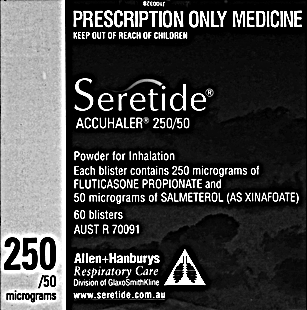 PRESCRIPTION ONLY MEDICINE
KEEP OUT OF REACH OF CHILDREN
Seretide®
ACCUHALER® 250/50
Powder for Inhalation
Each blister contains 250 micrograms of
FLUTICASONE PROPIONATE and
50 micrograms of SALMETEROL (AS XINAFOATE)
60 blisters
AUST R 70091
250
/50
micrograms
Allen+Hanburys
Respiratory Care
Division of GlaxoSmithKline
www.seretide.com.au